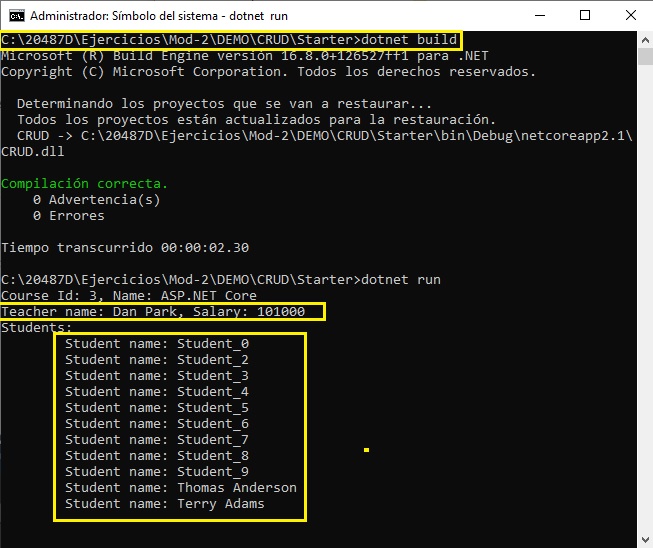 Administrador: Símbolo del sistema - dotnet run
C:\20487D\Ejercicios\Mod-2\DEMO\CRUD\Starter>dotnet build
Microsoft (R) Build Engine versión 16.8.0+126527ff1 para .NET
Copyright (C) Microsoft Corporation. Todos los derechos reservados.
Determinando los proyectos que se van a restaurar...
Todos los proyectos están actualizados para la restauración.
CRUD -> C:\20487D\Ejercicios\Mod-2\DEMO\CRUD\Starter\bin\Debug\netcoreapp2.1\
CRUD.dll
Compilación correcta.
0 Advertencia(s)
0 Errores
Tiempo transcurrido 00:00:02.30
C:\20487D\Ejercicios\Mod-2\DEMO\CRUD\Starter>dotnet run
Course Id: 3, Name: ASP.NET Core
Teacher name: Dan Park, Salary: 101000
Students:
Student name: Student_0
Student name: Student_2
Student name: Student_3
Student name: Student_4
Student name: Student_5
Student name: Student_6
Student name: Student_7
Student name: Student_8
Student name: Student_9
Student name: Thomas Anderson
Student name: Terry Adams